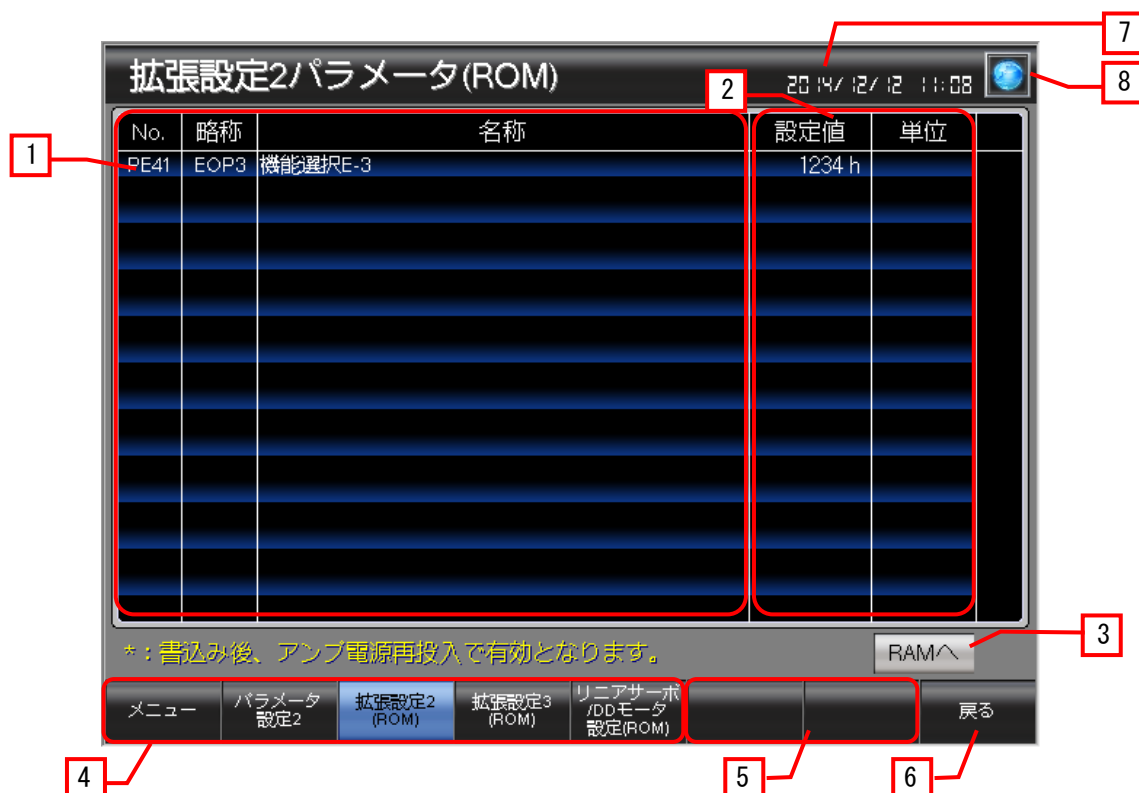 7
拡張設定2パラメータ(ROM)
2014/12/12 11:08
8
2
No. 略称 名称 設定値 単位
1
PE41 EOP3 機能選択E-3 1234 h
*：書込み後、アンプ電源再投入で有効となります。
RAMへ
3
メニュー
パラメータ
設定2
拡張設定2
(ROM)
拡張設定3
(ROM)
リニアサーボ
/DDモータ
設定(ROM)
戻る
4
5
6